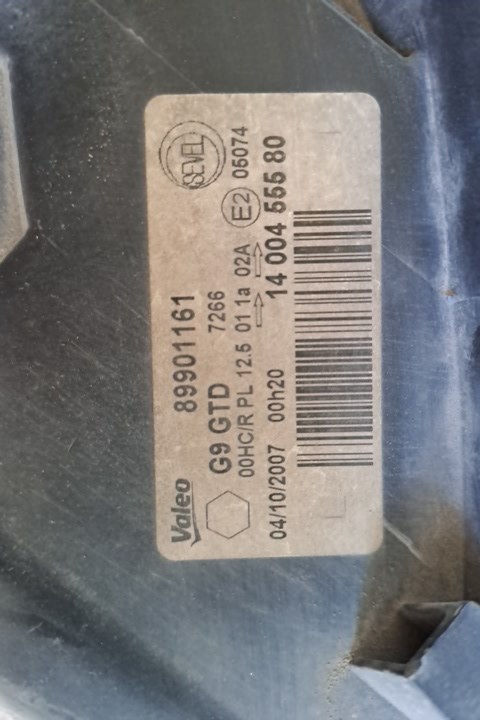 Valeo 89901161 SEVEL
G9 GTD 7266
00HC/R PL 12.5 01 1a 02A E2 05074
04/10/2007 00h20 14 004 555 80